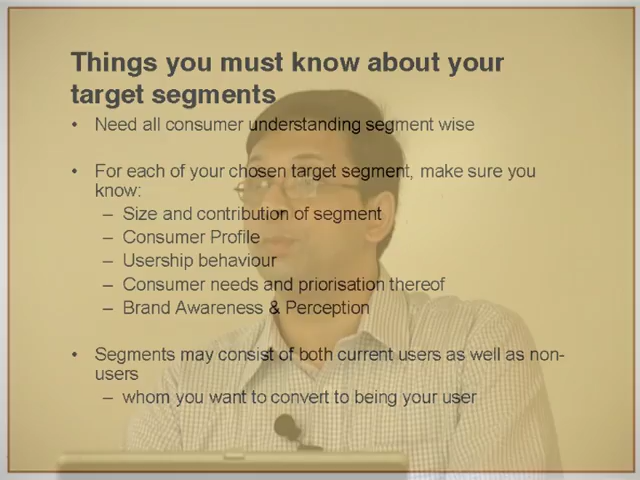 Things you must know about your
target segments
• Need all consumer understanding segment wise
• For each of your chosen target segment, make sure you
know:
– Size and contribution of segment
– Consumer Profile
– Usership behaviour
– Consumer needs and priorisation thereof
– Brand Awareness & Perception
• Segments may consist of both current users as well as non-
users
– whom you want to convert to being your user